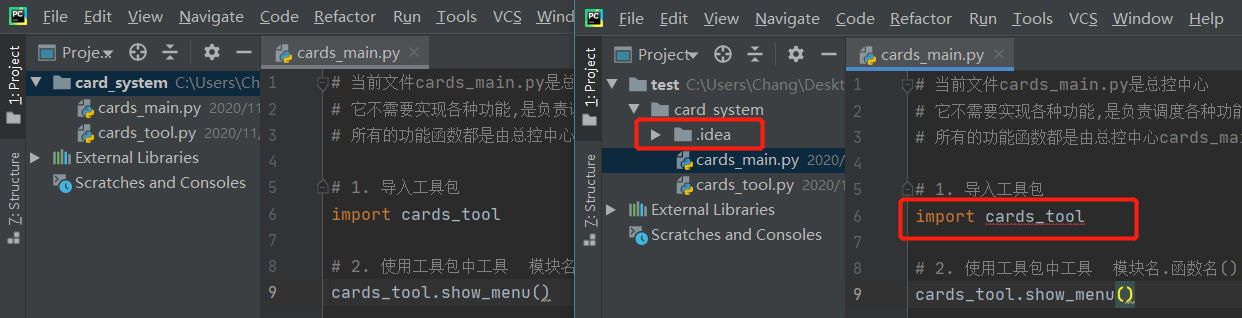 File Edit View Navigate Code Refactor Run Tools VCS Windo
1: Project
Proje...
cards_main.py
card_system C:\Users\Ch
cards_main.py 2020/11
cards_tool.py 2020/11
External Libraries
Scratches and Consoles
7: Structure
1 # 当前文件cards_main.py是总
2 # 它不需要实现各种功能,是负责调
3 # 所有的功能函数都是由总控中心
4
5 # 1. 导入工具包
6 import cards_tool
7
8 # 2. 使用工具包中工具 模块名
9 cards_tool.show_menu()
File Edit View Navigate Code Refactor Run Tools VCS Window Help
1: Project
Project
cards_main.py
test C:\Users\Chang\Deskt
card_system
.idea
cards_main.py 2020/
cards_tool.py 2020/1
External Libraries
Scratches and Consoles
7: Structure
1 # 当前文件cards_main.py是总控中心
2 # 它不需要实现各种功能,是负责调度各种功能
3 # 所有的功能函数都是由总控中心cards_ma
4
5 # 1. 导入工具包
6 import cards_tool
7
8 # 2. 使用工具包中工具 模块名.函数名()
9 cards_tool.show_menu()